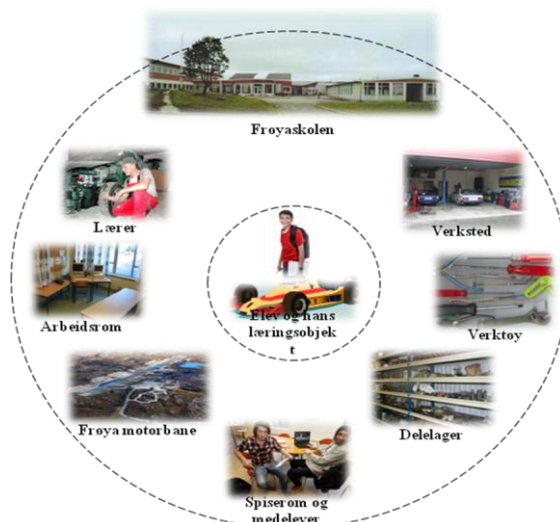 Frøyaskolen
Lærer
Verksted
Elev og hans
læringsobjek
t
Arbeidsrom
Verktøy
Frøya motorbane
Delelager
Spiserom og
medelever